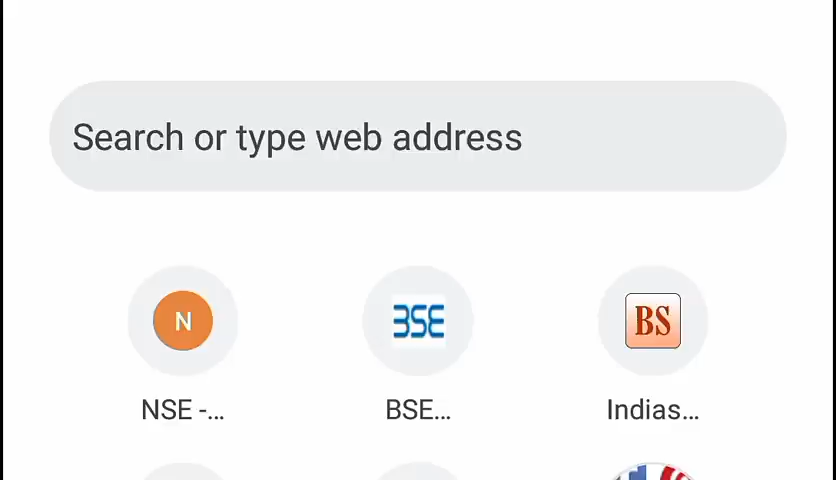 Search or type web address
N
BSE
BS
NSE -...
BSE...
Indias...